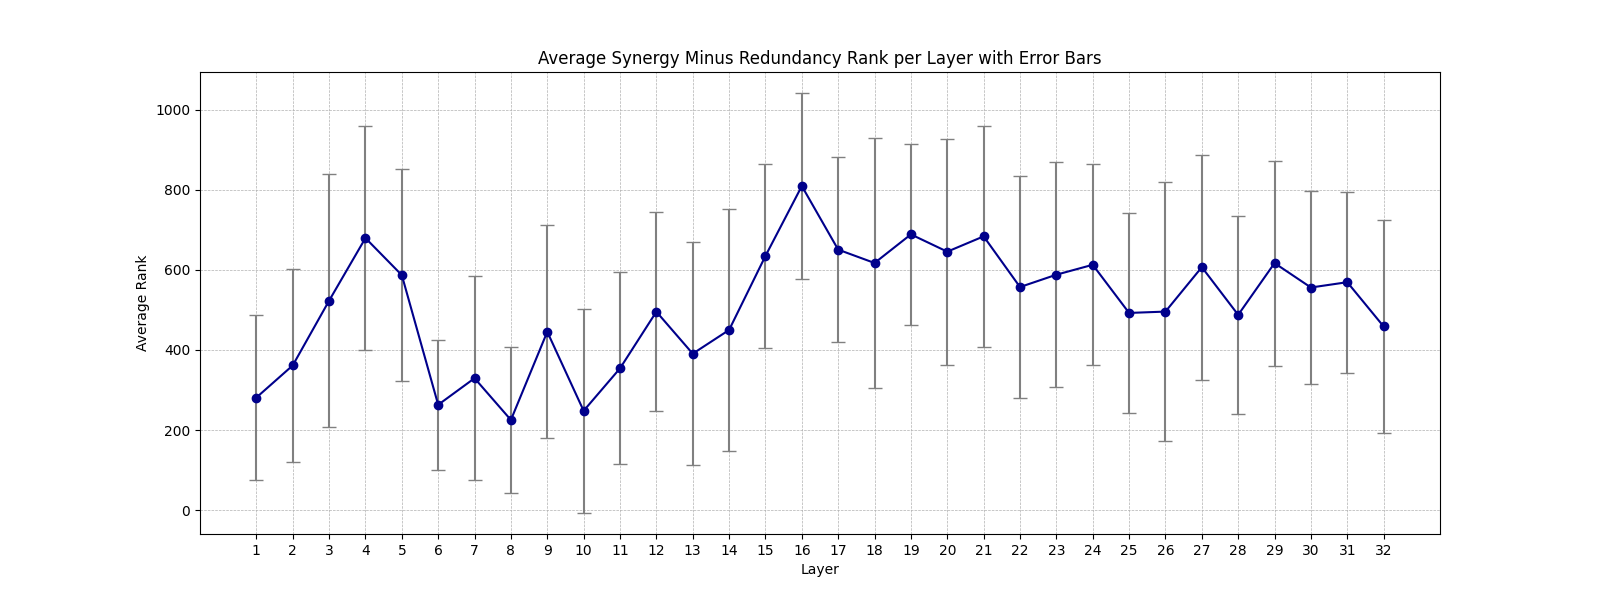 Average Synergy Minus Redundancy Rank per Layer with Error Bars
Average Rank
1000
800
600
400
200
0
1 2 3 4 5 6 7 8 9 10 11 12 13 14 15 16 17 18 19 20 21 22 23 24 25 26 27 28 29 30 31 32
Layer